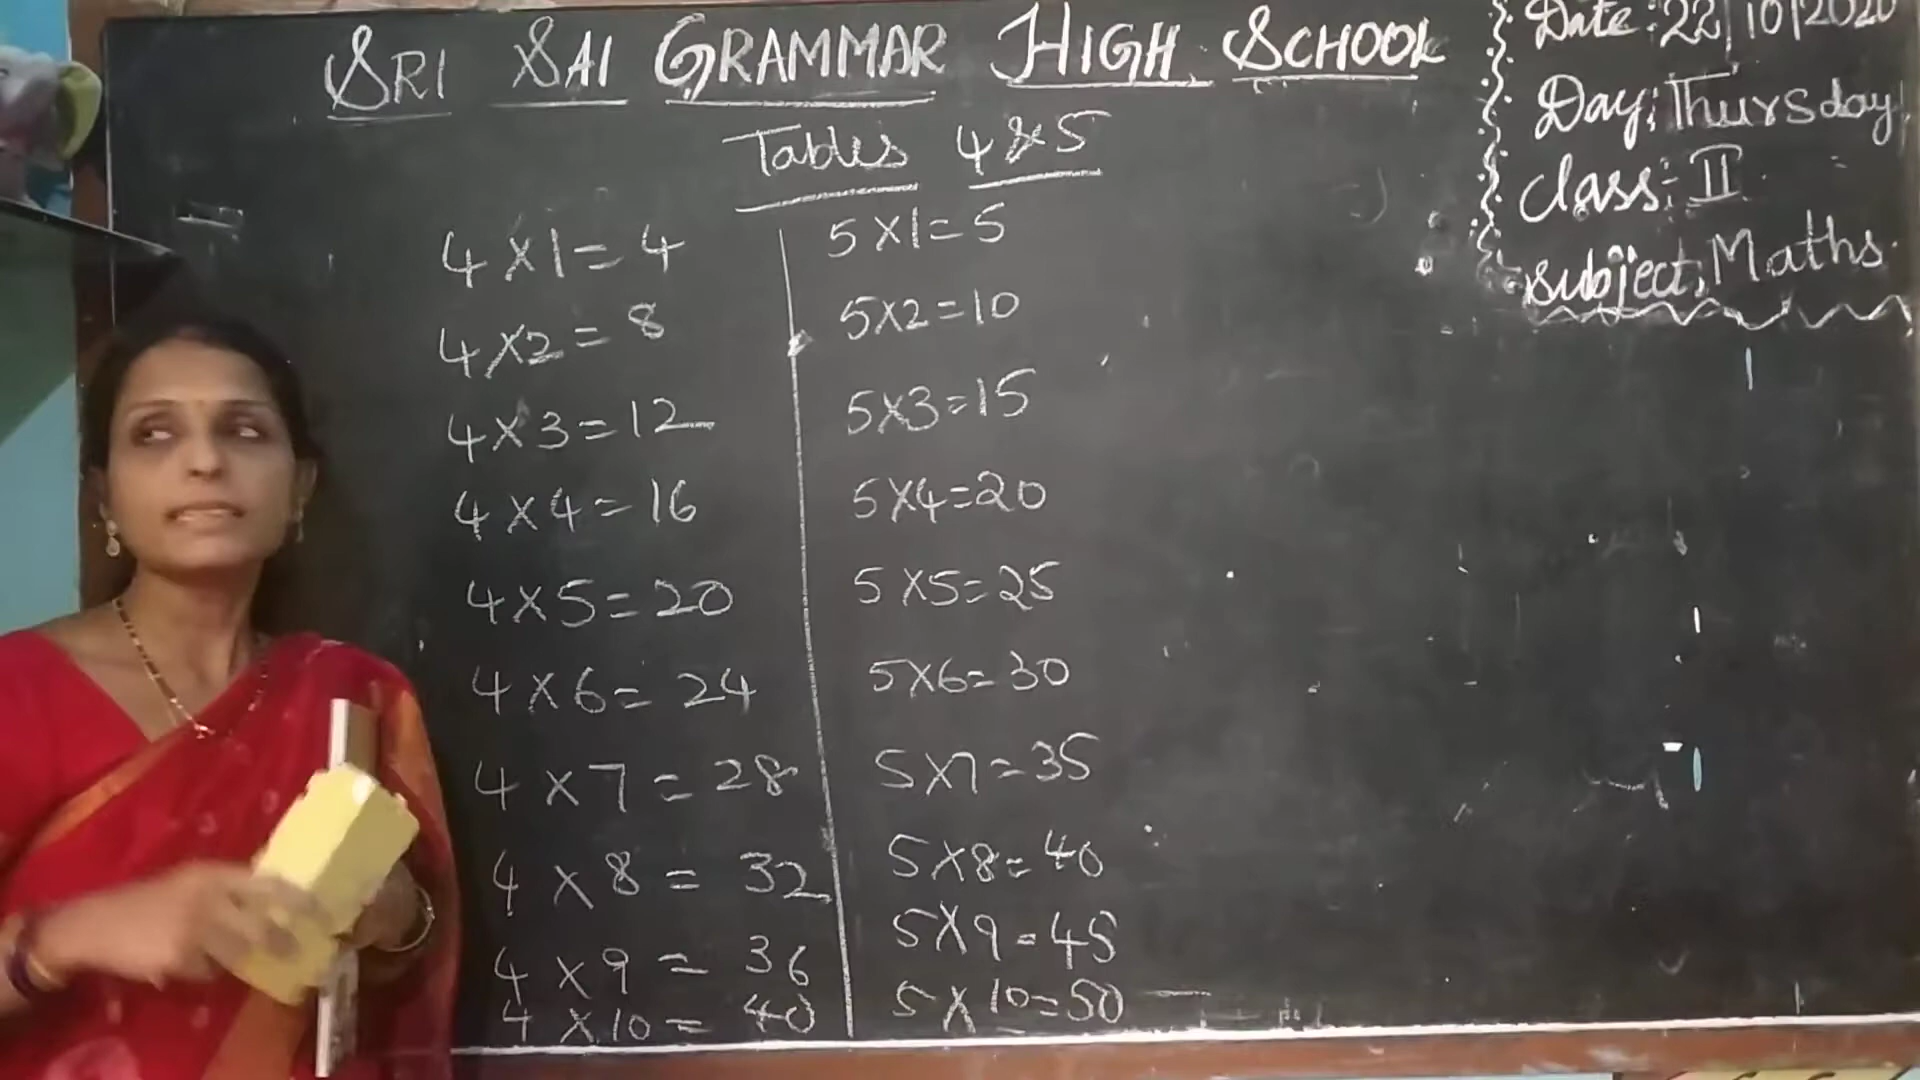 SRI SAI GRAMMAR HIGH SCHOOL
Date: 22/10/2020
Day: Thursday
Class: II
Subject: Maths
Tables 4 & 5
4 x 1 = 4
4 x 2 = 8
4 x 3 = 12
4 x 4 = 16
4 x 5 = 20
4 x 6 = 24
4 x 7 = 28
4 x 8 = 32
4 x 9 = 36
4 x 10 = 40
5 x 1 = 5
5 x 2 = 10
5 x 3 = 15
5 x 4 = 20
5 x 5 = 25
5 x 6 = 30
5 x 7 = 35
5 x 8 = 40
5 x 9 = 45
5 x 10 = 50